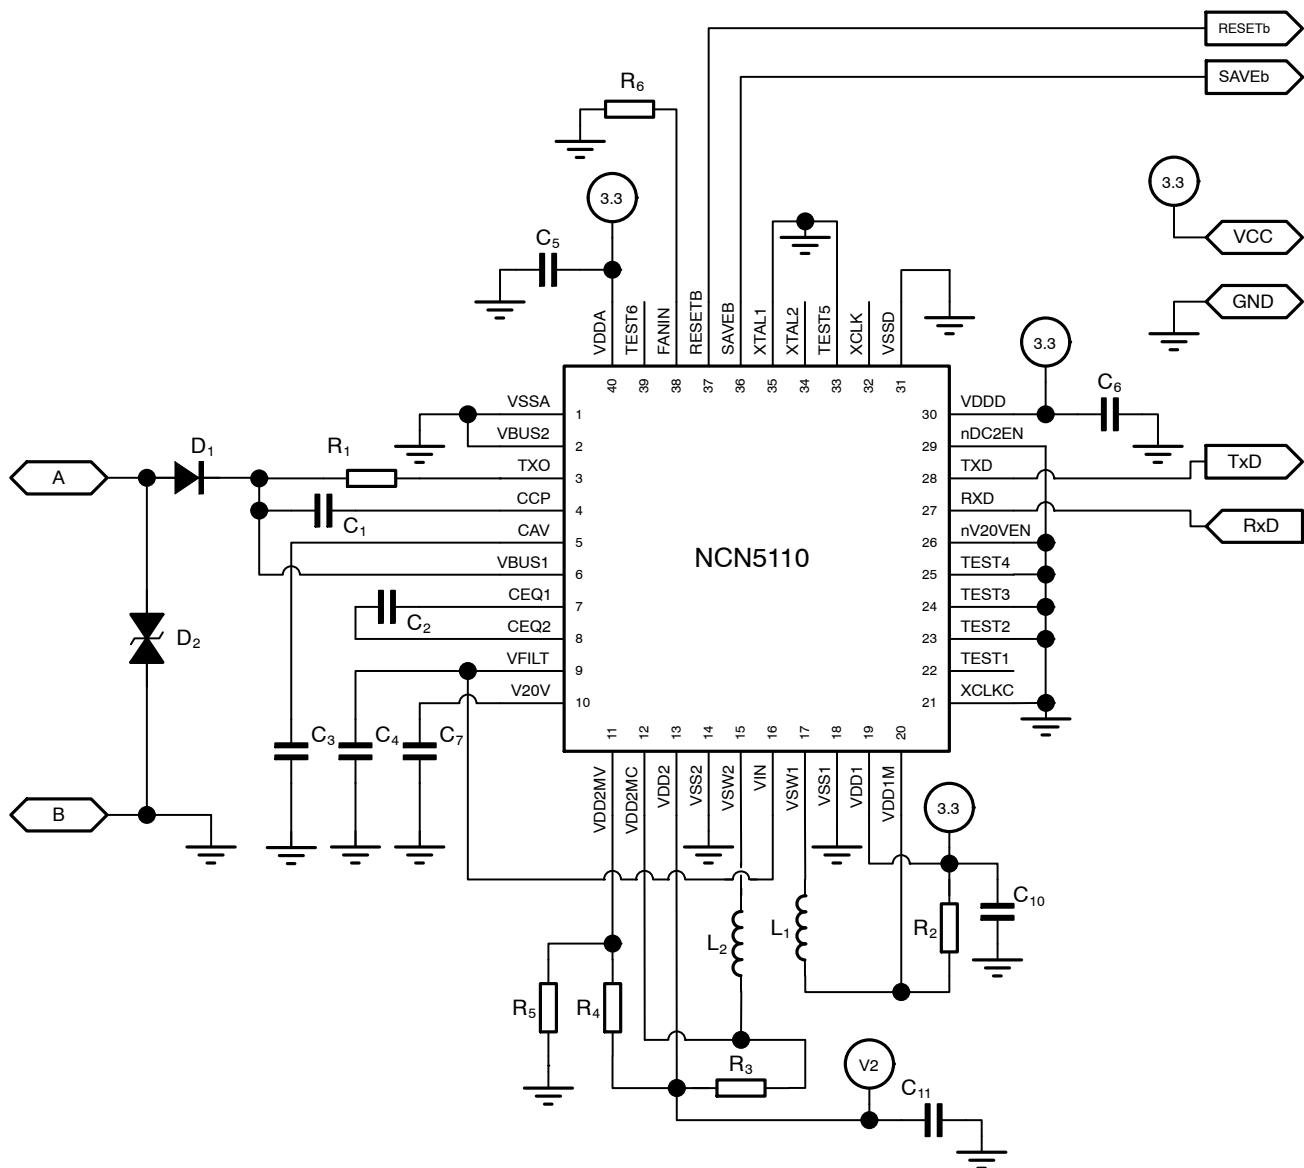 RESETb
SAVEb
R6
3.3
3.3
C5
VCC
GND
VDDA
TEST6
FANIN
RESETB
SAVEB
XTAL1
XTAL2
TEST5
XCLK
VSSD
3.3
C6
40
39
38
37
36
35
34
33
32
31
VSSA
1
30
VDDD
VBUS2
2
29
nDC2EN
D1
R1
A
TXO
3
28
TXD
TxD
CCP
4
27
RXD
RxD
C1
CAV
5
26
nV20VEN
NCN5110
VBUS1
6
25
TEST4
CEQ1
7
24
TEST3
C2
D2
CEQ2
8
23
TEST2
VFILT
9
22
TEST1
V20V
10
21
XCLKC
C3
C4
C7
11
12
13
14
15
16
17
18
19
20
VDD2MV
VDD2MC
VDD2
VSS2
VSW2
VIN
VSW1
VSS1
VDD1
VDD1M
3.3
B
C10
L2
L1
R2
R5
R4
R3
V2
C11